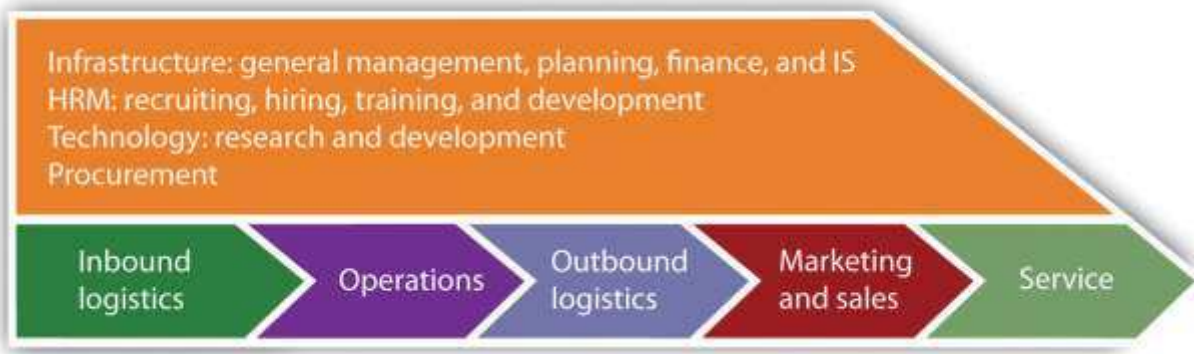 Infrastructure: general management, planning, finance, and IS
HRM: recruiting, hiring, training, and development
Technology: research and development
Procurement
Inbound
logistics
Operations
Outbound
logistics
Marketing
and sales
Service